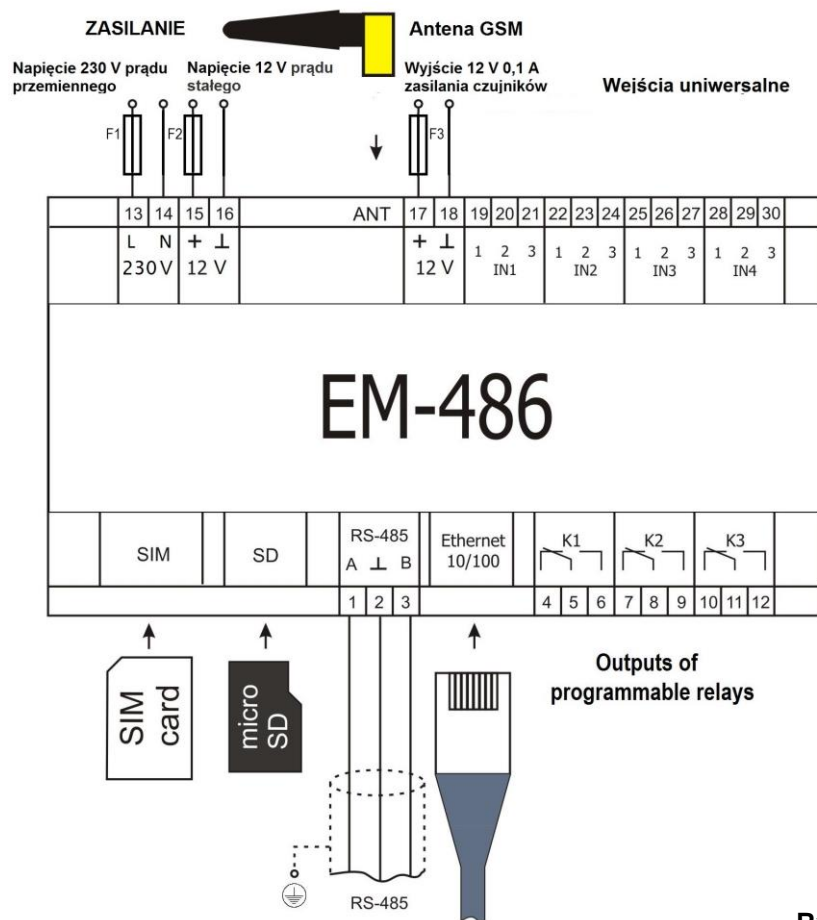 ZASILANIE
Antena GSM
Napięcie 230 V prądu
przemiennego
Napięcie 12 V prądu
stałego
Wyjście 12 V 0,1 A
zasilania czujników
Wejścia uniwersalne
F1 F2 F3
13 14 15 16 ANT 17 18 19 20 21 22 23 24 25 26 27 28 29 30
L N + ⊥ + ⊥ 1 2 3 1 2 3 1 2 3 1 2 3
230 V 12 V 12 V IN1 IN2 IN3 IN4
EM-486
SIM
SD
RS-485
A ⊥ B
Ethernet
10/100
K1 K2 K3
1 2 3 4 5 6 7 8 9 10 11 12
SIM
card
micro
SD
Outputs of
programmable relays
RS-485